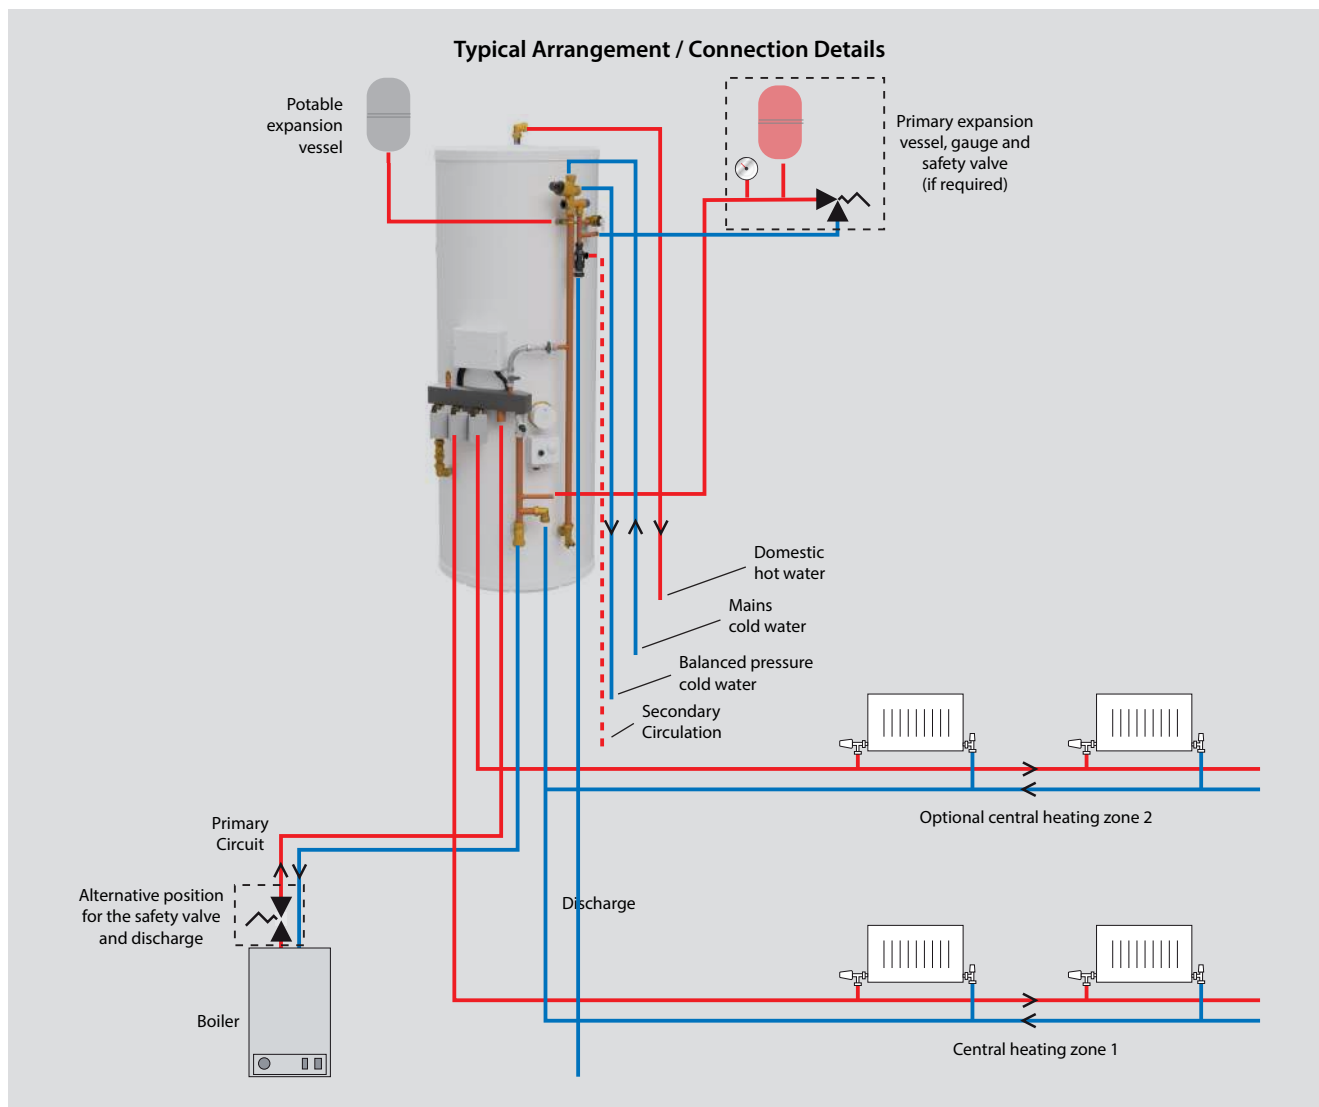 Typical Arrangement / Connection Details
Potable
expansion
vessel
Primary expansion
vessel, gauge and
safety valve
(if required)
Domestic
hot water
Mains
cold water
Balanced pressure
cold water
Secondary
Circulation
Optional central heating zone 2
Primary
Circuit
Alternative position
for the safety valve
and discharge
Discharge
Boiler
Central heating zone 1